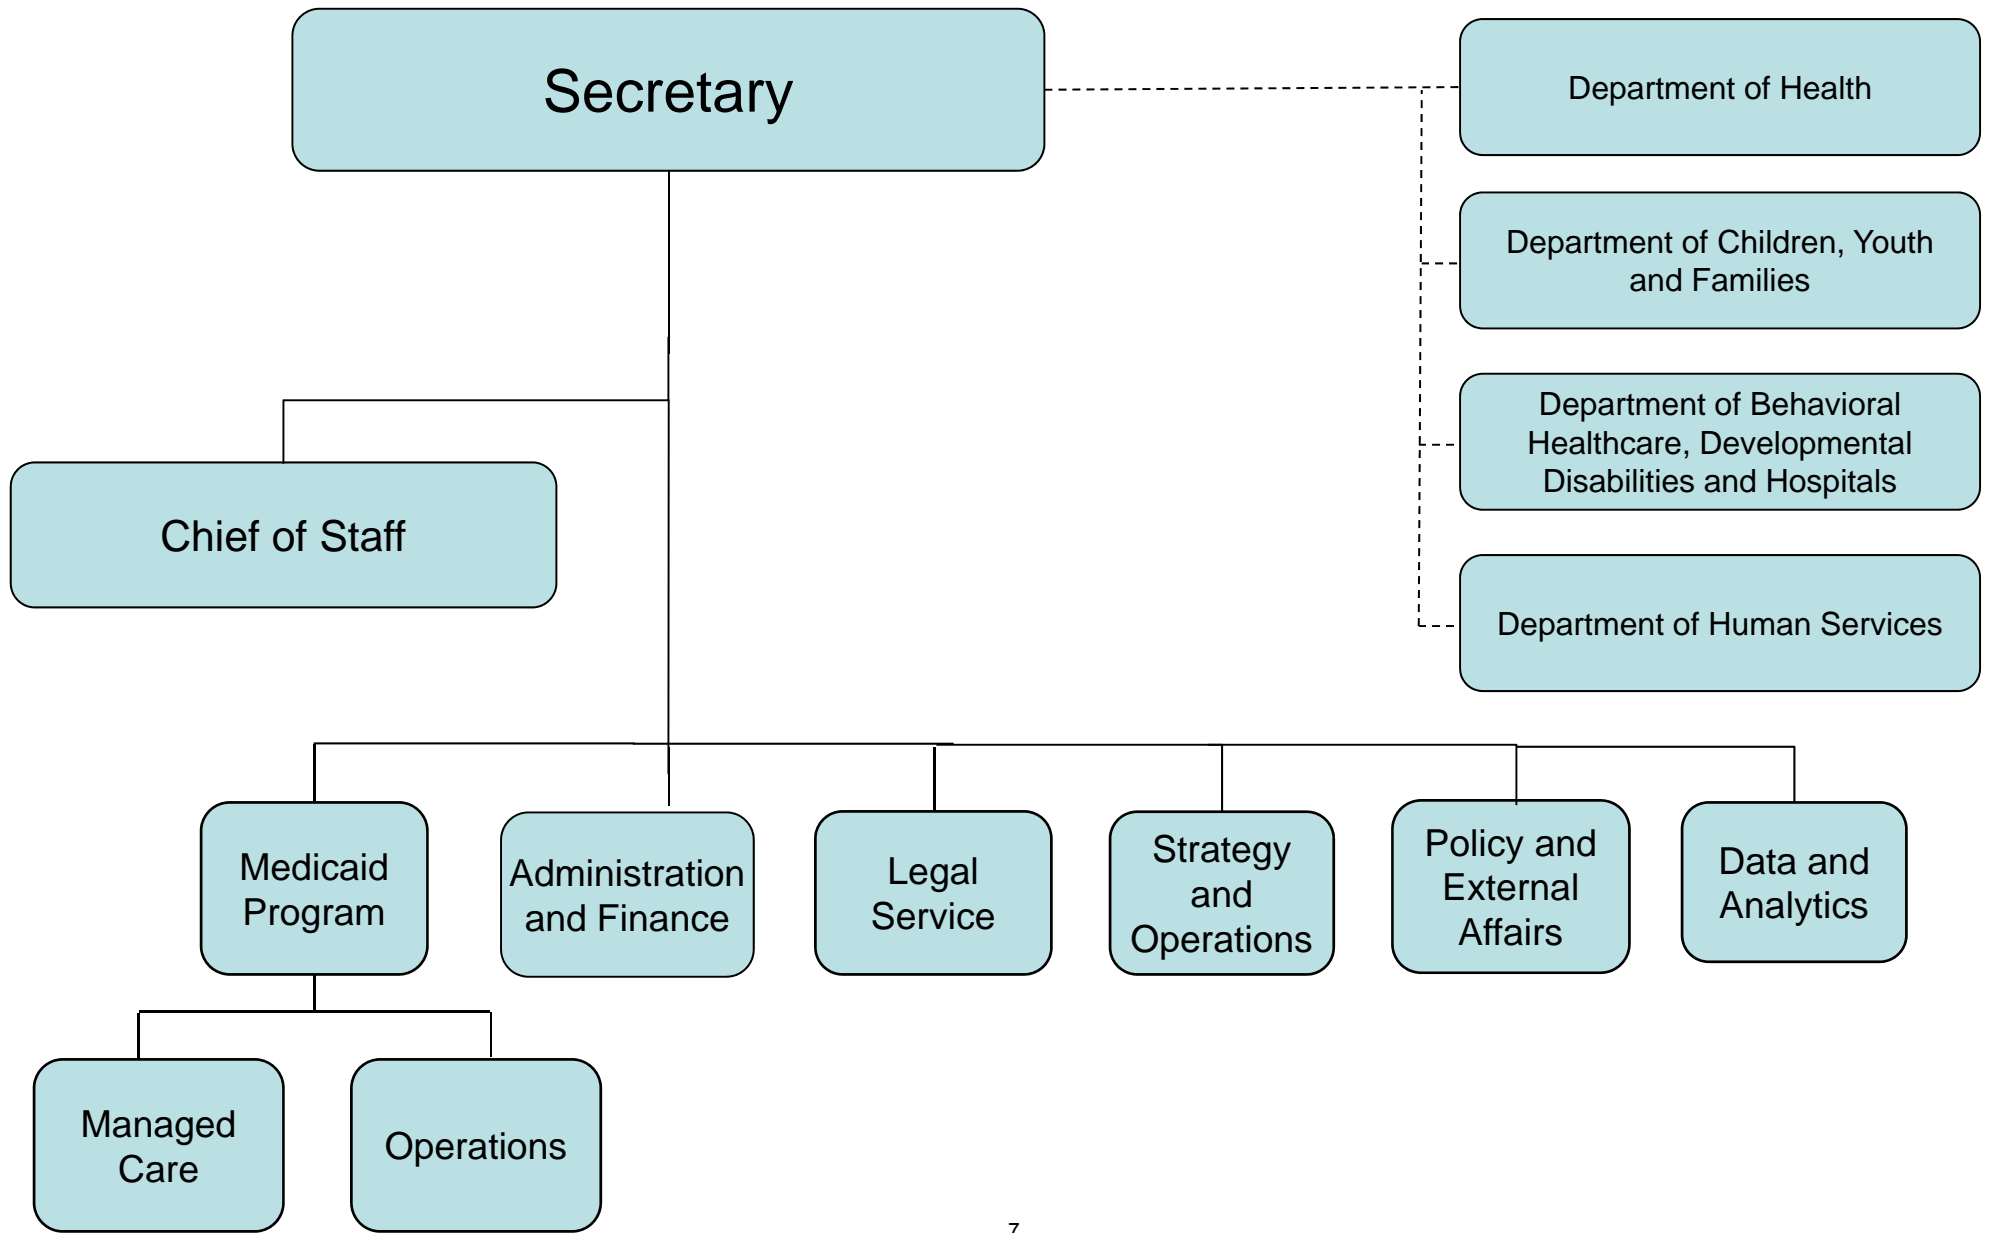 Secretary
Department of Health
Department of Children, Youth
and Families
Department of Behavioral
Healthcare, Developmental
Disabilities and Hospitals
Department of Human Services
Chief of Staff
Medicaid
Program
Administration
and Finance
Legal
Service
Strategy
and
Operations
Policy and
External
Affairs
Data and
Analytics
Managed
Care
Operations
7